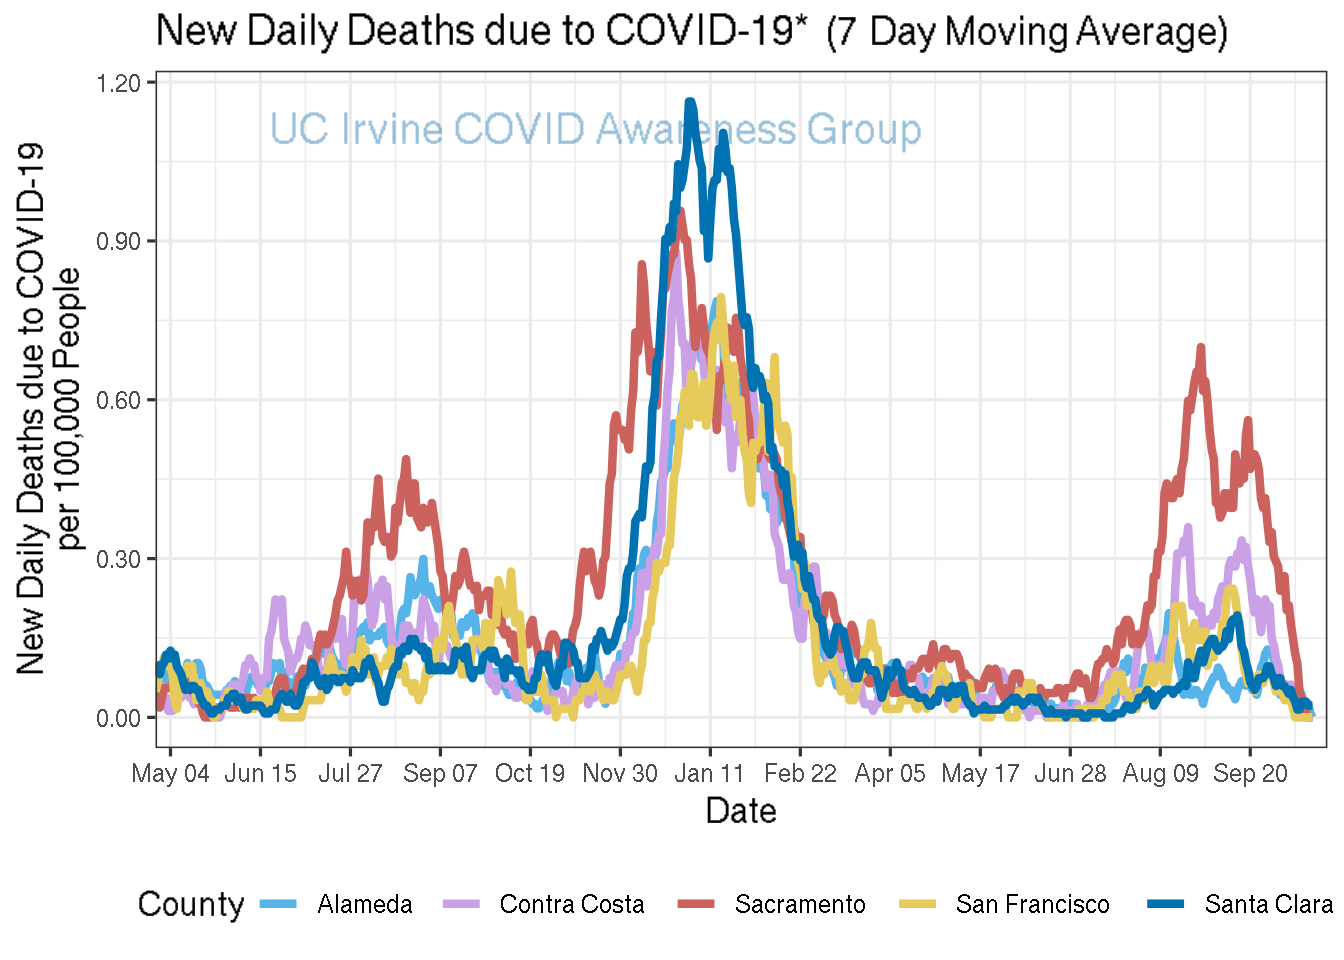 New Daily Deaths due to COVID-19* (7 Day Moving Average)
UC Irvine COVID Awareness Group
New Daily Deaths due to COVID-19
per 100,000 People
1.20
0.90
0.60
0.30
0.00
May 04 Jun 15 Jul 27 Sep 07 Oct 19 Nov 30 Jan 11 Feb 22 Apr 05 May 17 Jun 28 Aug 09 Sep 20
Date
County Alameda Contra Costa Sacramento San Francisco Santa Clara